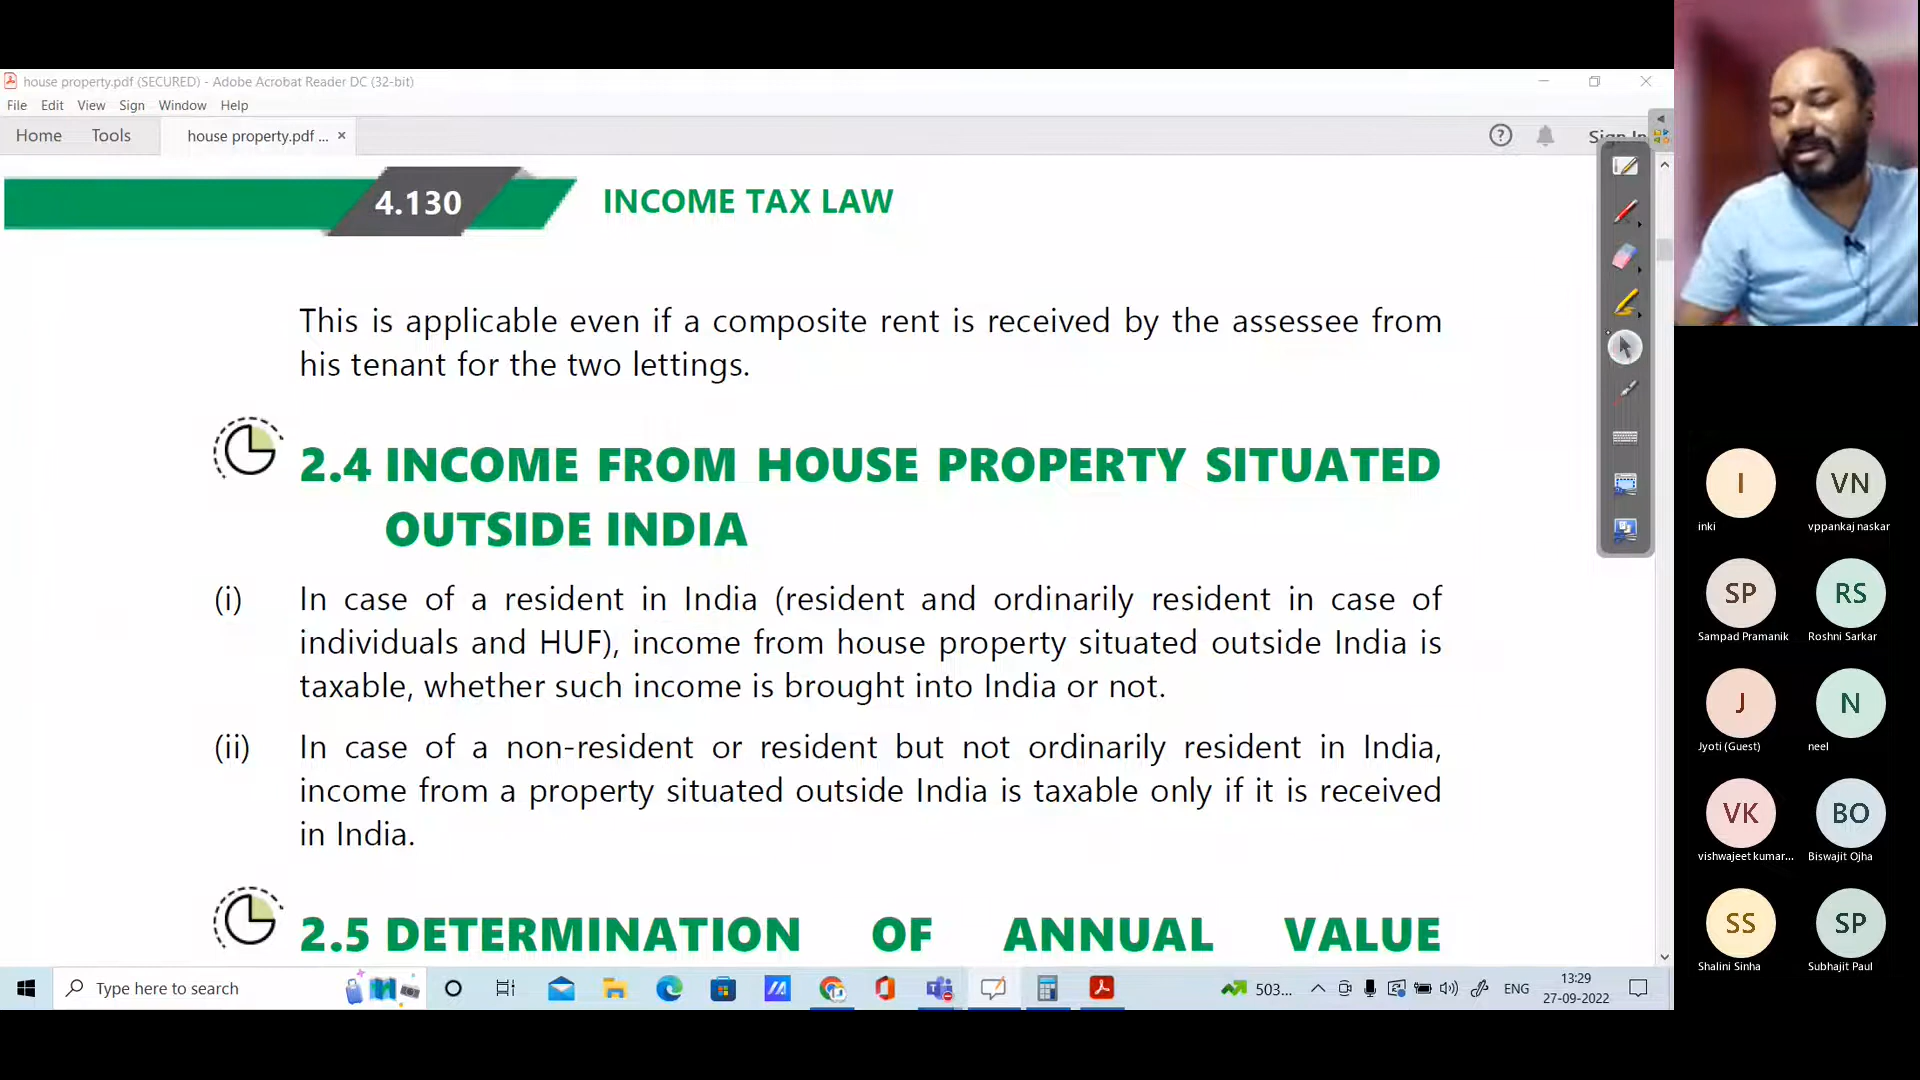 house property.pdf (SECURED) - Adobe Acrobat Reader DC (32-bit)
File Edit View Sign Window Help
Home Tools house property.pdf ... ×
4.130 INCOME TAX LAW
This is applicable even if a composite rent is received by the assessee from
his tenant for the two lettings.
2.4 INCOME FROM HOUSE PROPERTY SITUATED
OUTSIDE INDIA
(i) In case of a resident in India (resident and ordinarily resident in case of
individuals and HUF), income from house property situated outside India is
taxable, whether such income is brought into India or not.
(ii) In case of a non-resident or resident but not ordinarily resident in India,
income from a property situated outside India is taxable only if it is received
in India.
2.5 DETERMINATION OF ANNUAL VALUE
Type here to search
503...
ENG
13:29
27-09-2022
I VN
inki vppankaj naskar
SP RS
Sampad Pramanik Roshni Sarkar
J N
Jyoti (Guest) neel
VK BO
vishwajeet kumar... Biswajit Ojha
SS SP
Shalini Sinha Subhajit Paul